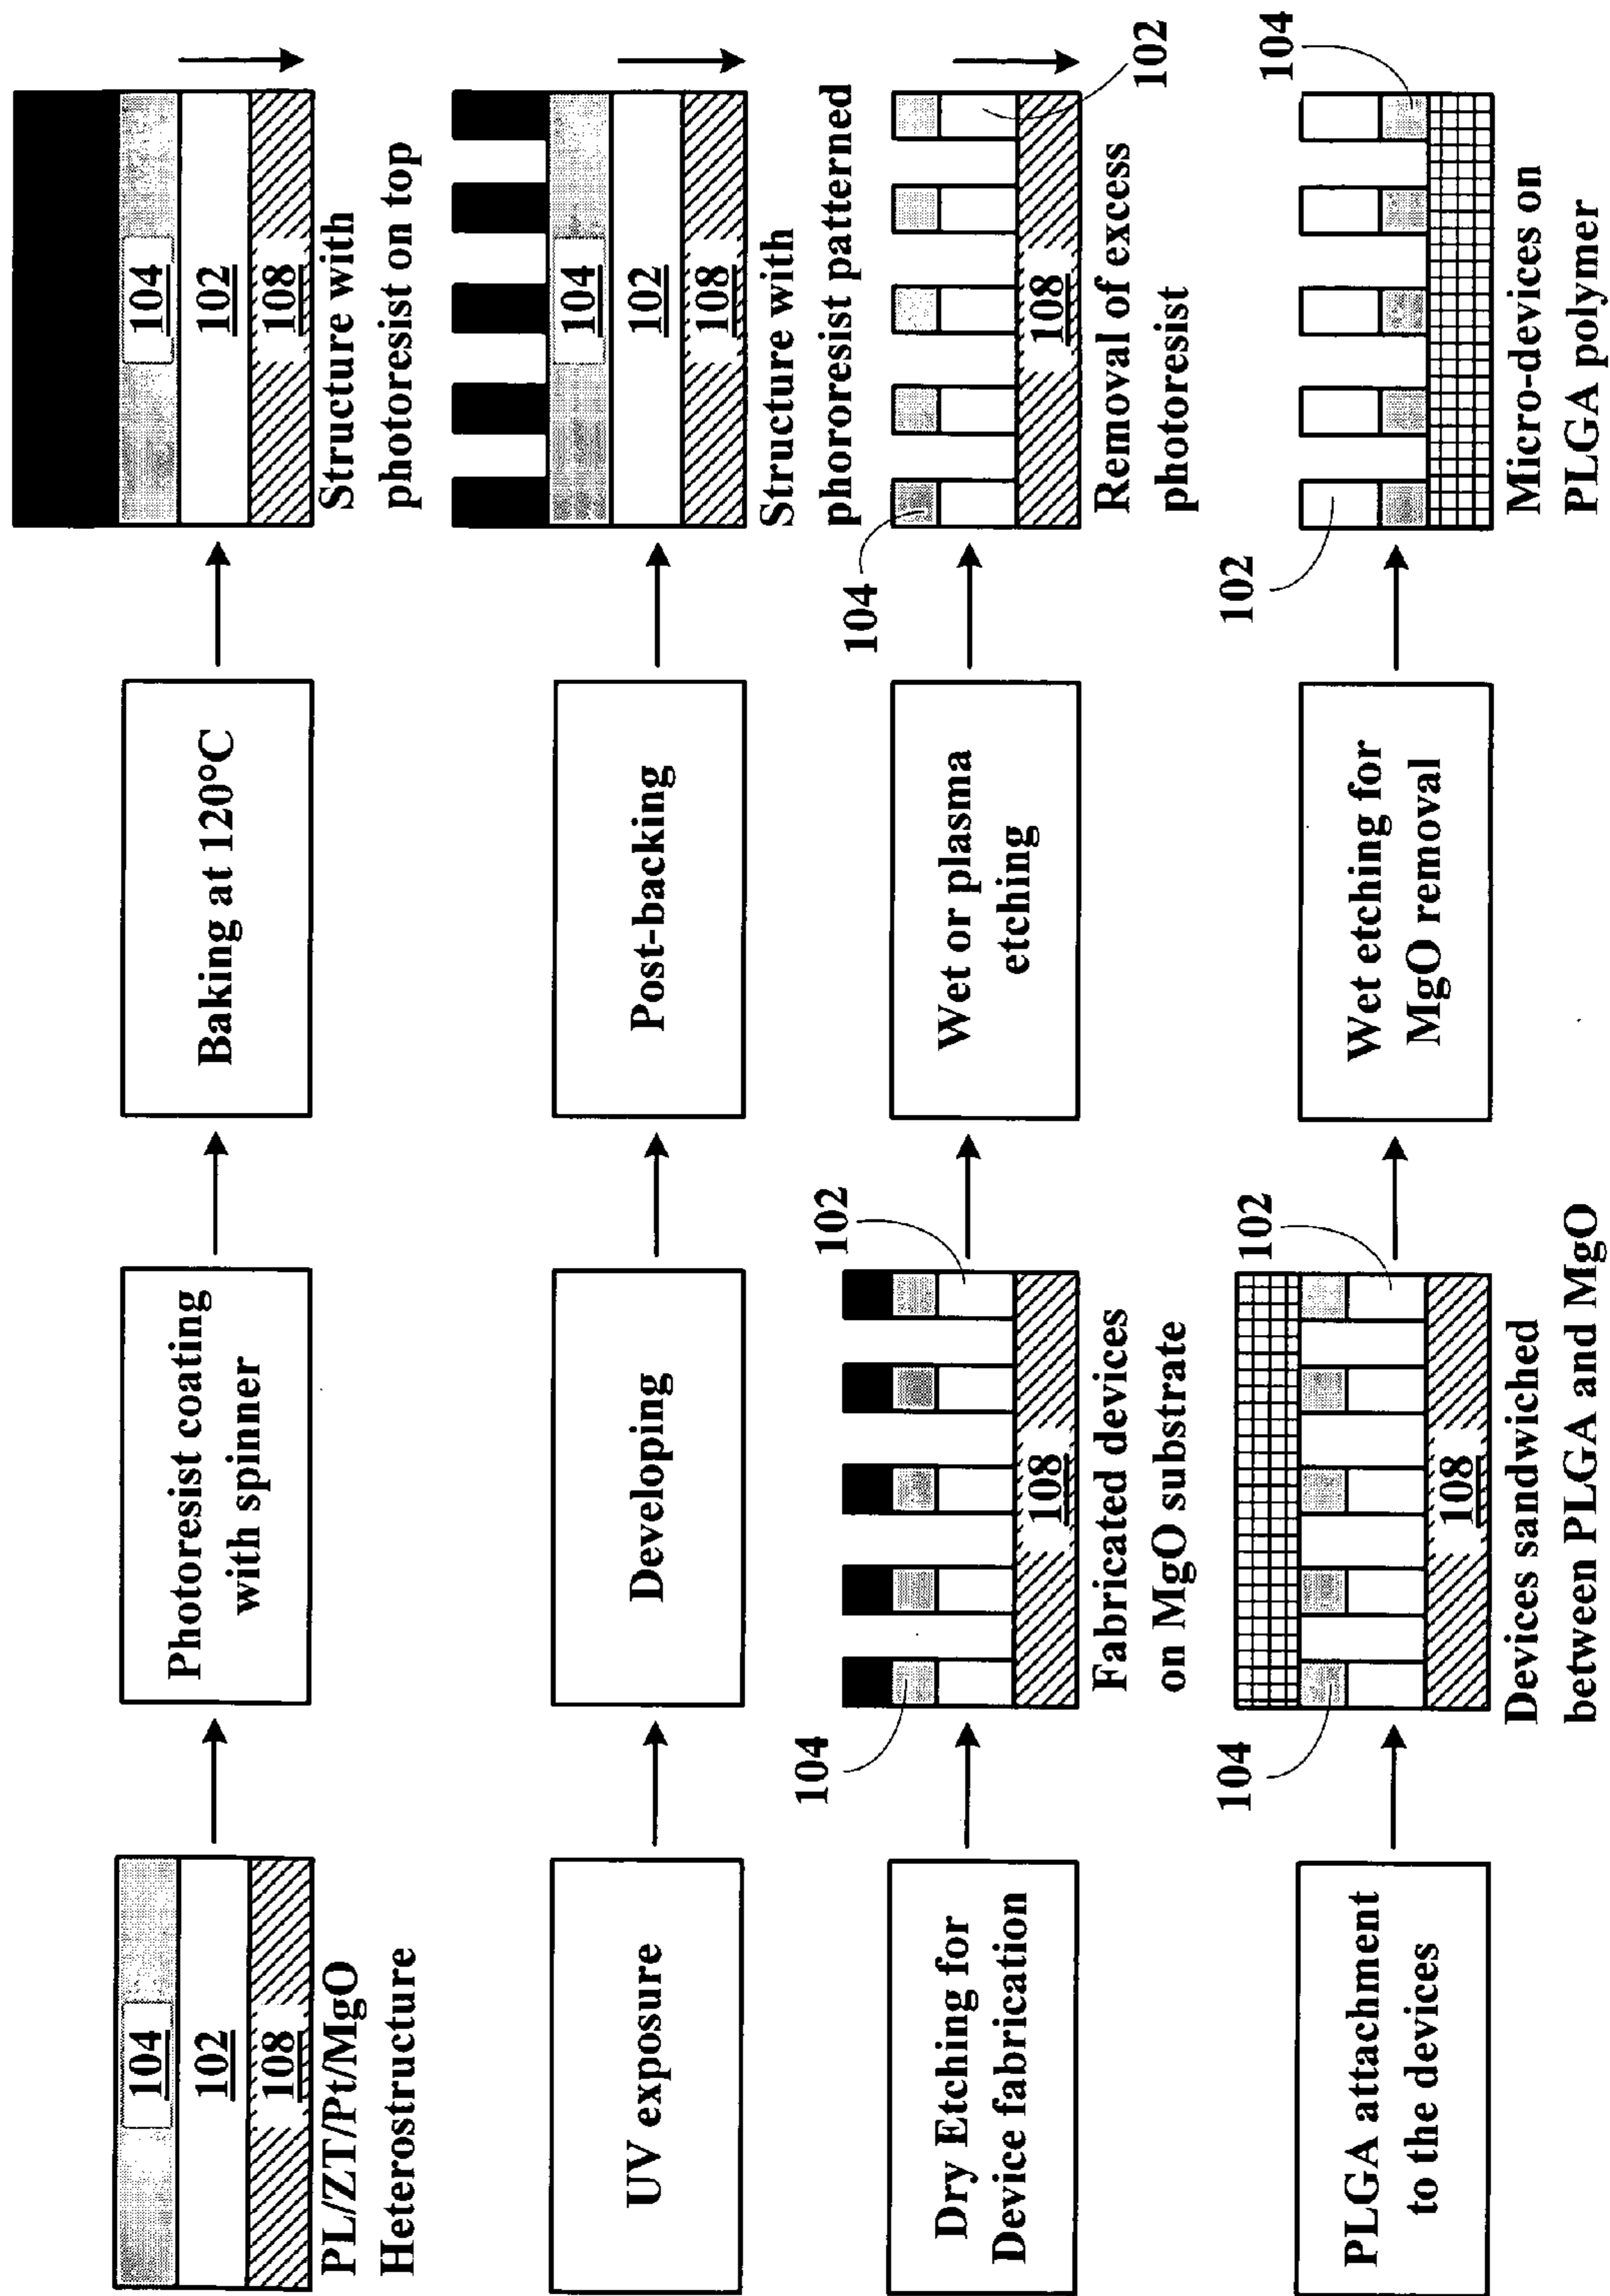 104
102
108
PL/ZT/Pt/MgO
Heterostructure
Photoresist coating
with spinner
Baking at 120°C
104
102
108
Structure with
photoresist on top
UV exposure
Developing
Post-backing
104
102
108
Structure with
phororesist patterned
Dry Etching for
Device fabrication
104
102
108
Fabricated devices
on MgO substrate
Wet or plasma
etching
104
102
108
Removal of excess
photoresist
PLGA attachment
to the devices
104
102
108
Devices sandwiched
between PLGA and MgO
Wet etching for
MgO removal
102
104
Micro-devices on
PLGA polymer